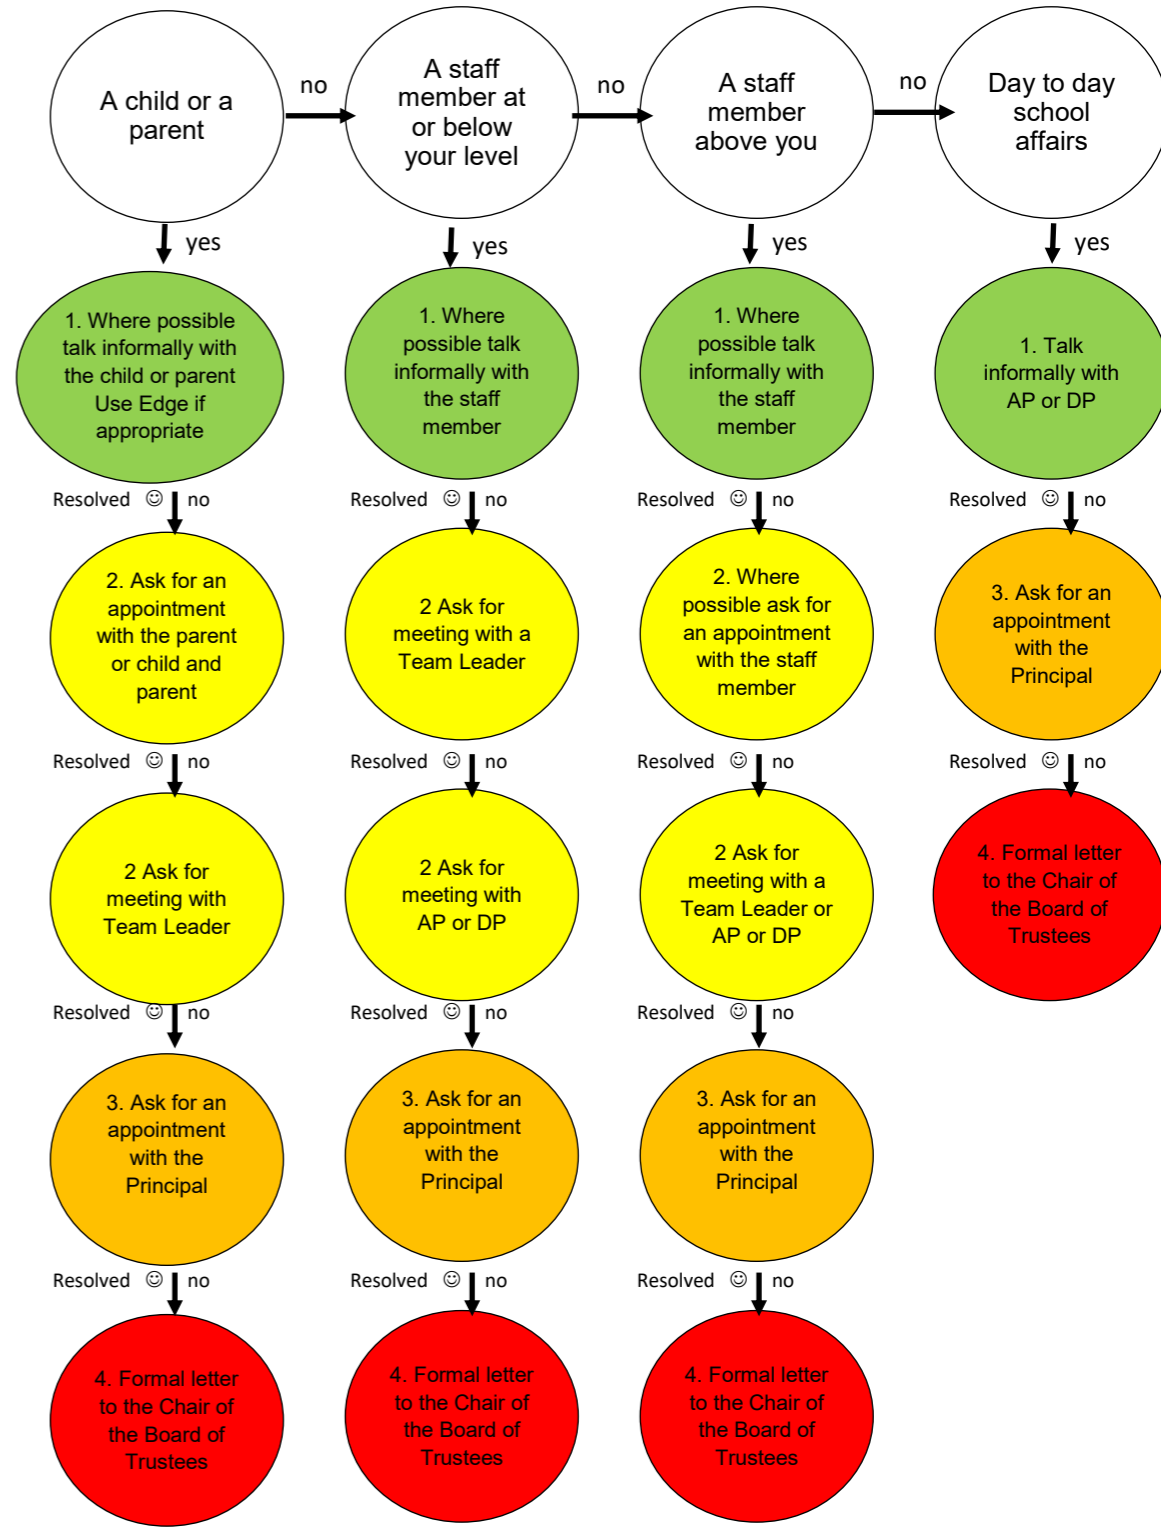 A child or a
parent
no
A staff
member at
or below
your level
no
A staff
member
above you
no
Day to day
school
affairs
yes
yes
yes
yes
1. Where possible
talk informally with
the child or parent
Use Edge if
appropriate
1. Where
possible talk
informally with
the staff
member
1. Where
possible talk
informally with
the staff
member
1. Talk
informally with
AP or DP
Resolved ☺ no
Resolved ☺ no
Resolved ☺ no
Resolved ☺ no
2. Ask for an
appointment
with the parent
or child and
parent
2 Ask for
meeting with a
Team Leader
2. Where
possible ask for
an appointment
with the staff
member
3. Ask for an
appointment
with the
Principal
Resolved ☺ no
Resolved ☺ no
Resolved ☺ no
Resolved ☺ no
2 Ask for
meeting with
Team Leader
2 Ask for
meeting with
AP or DP
2 Ask for
meeting with a
Team Leader or
AP or DP
4. Formal letter
to the Chair of
the Board of
Trustees
Resolved ☺ no
Resolved ☺ no
Resolved ☺ no
3. Ask for an
appointment
with the
Principal
3. Ask for an
appointment
with the
Principal
3. Ask for an
appointment
with the
Principal
Resolved ☺ no
Resolved ☺ no
Resolved ☺ no
4. Formal letter
to the Chair of
the Board of
Trustees
4. Formal letter
to the Chair of
the Board of
Trustees
4. Formal letter
to the Chair of
the Board of
Trustees